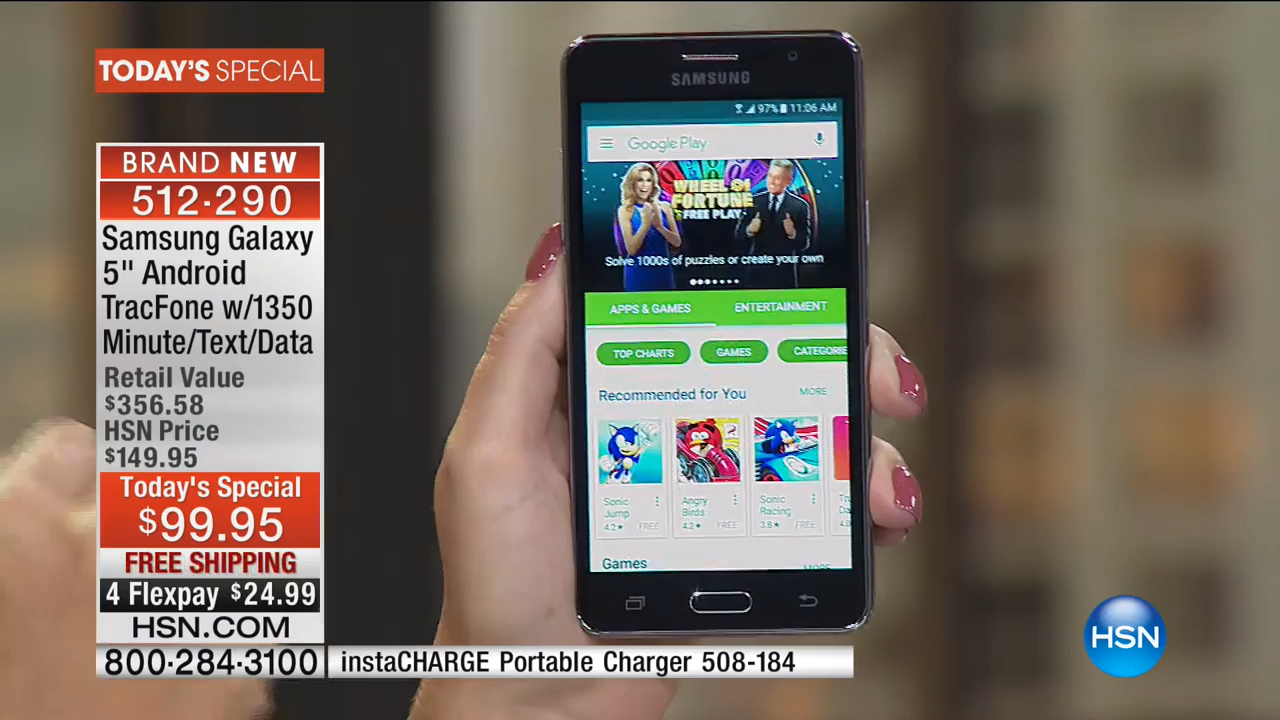 TODAY'S SPECIAL
BRAND NEW
512·290
Samsung Galaxy
5" Android
TracFone w/1350
Minute/Text/Data
Retail Value
$356.58
HSN Price
$149.95
Today's Special
$99.95
FREE SHIPPING
4 Flexpay $24.99
HSN.COM
800·284·3100
instaCHARGE Portable Charger 508-184
HSN
SAMSUNG
97% 11:06 AM
Google Play
WHEEL OF
FORTUNE
FREE PLAY
Solve 1000s of puzzles or create your own
APPS & GAMES ENTERTAINMENT
TOP CHARTS GAMES CATEGORIE
Recommended for You MORE
Sonic Jump
4.2★ FREE
Angry Birds
4.2★ FREE
Sonic Racing
3.8★ FREE
Games MORE